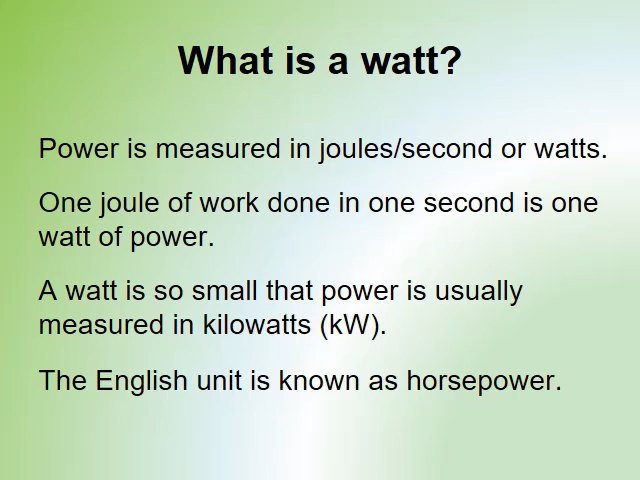 What is a watt?
Power is measured in joules/second or watts.
One joule of work done in one second is one
watt of power.
A watt is so small that power is usually
measured in kilowatts (kW).
The English unit is known as horsepower.